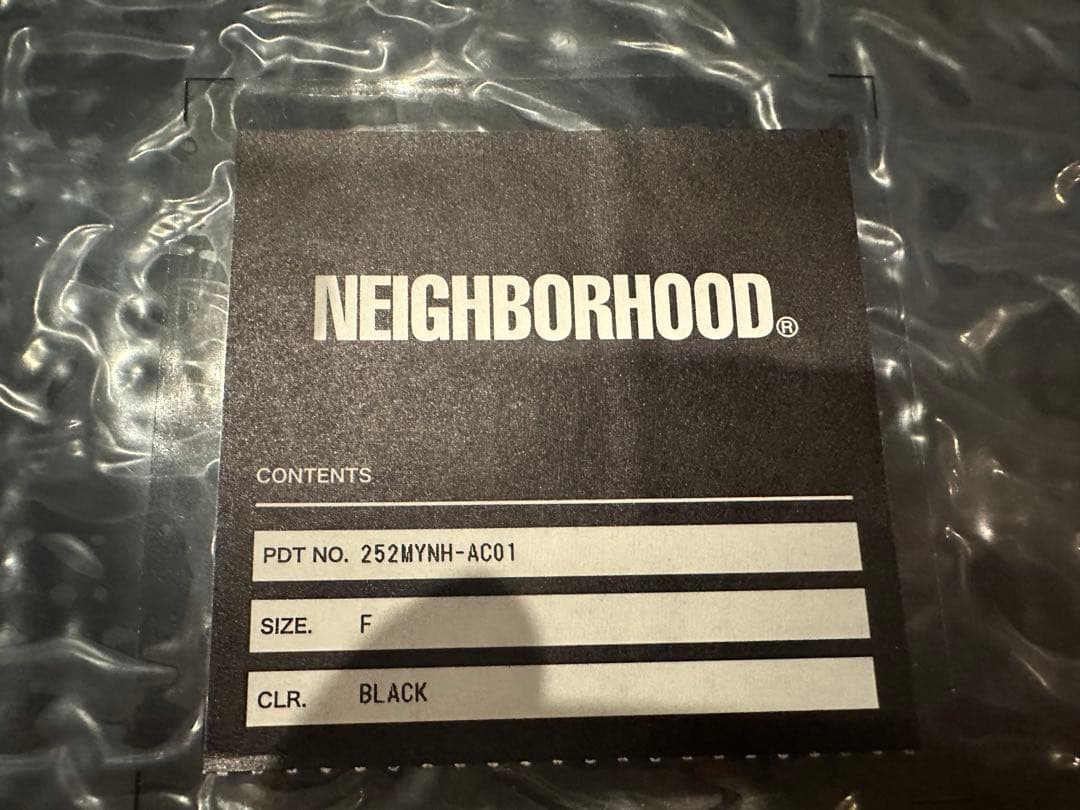 NEIGHBORHOOD®
CONTENTS
PDT NO. 252MYNH-AC01
SIZE. F
CLR. BLACK